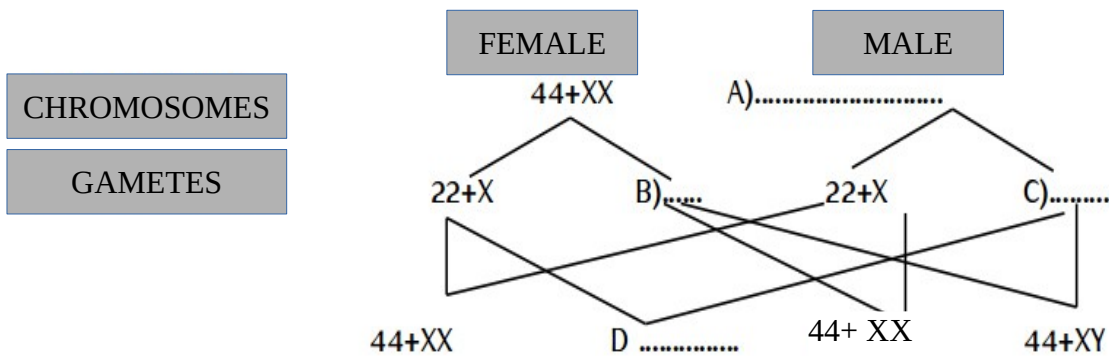 FEMALE MALE
CHROMOSOMES 44+XX A)............................
GAMETES 22+X B)...... 22+X C).........
44+XX D ............... 44+ XX 44+XY